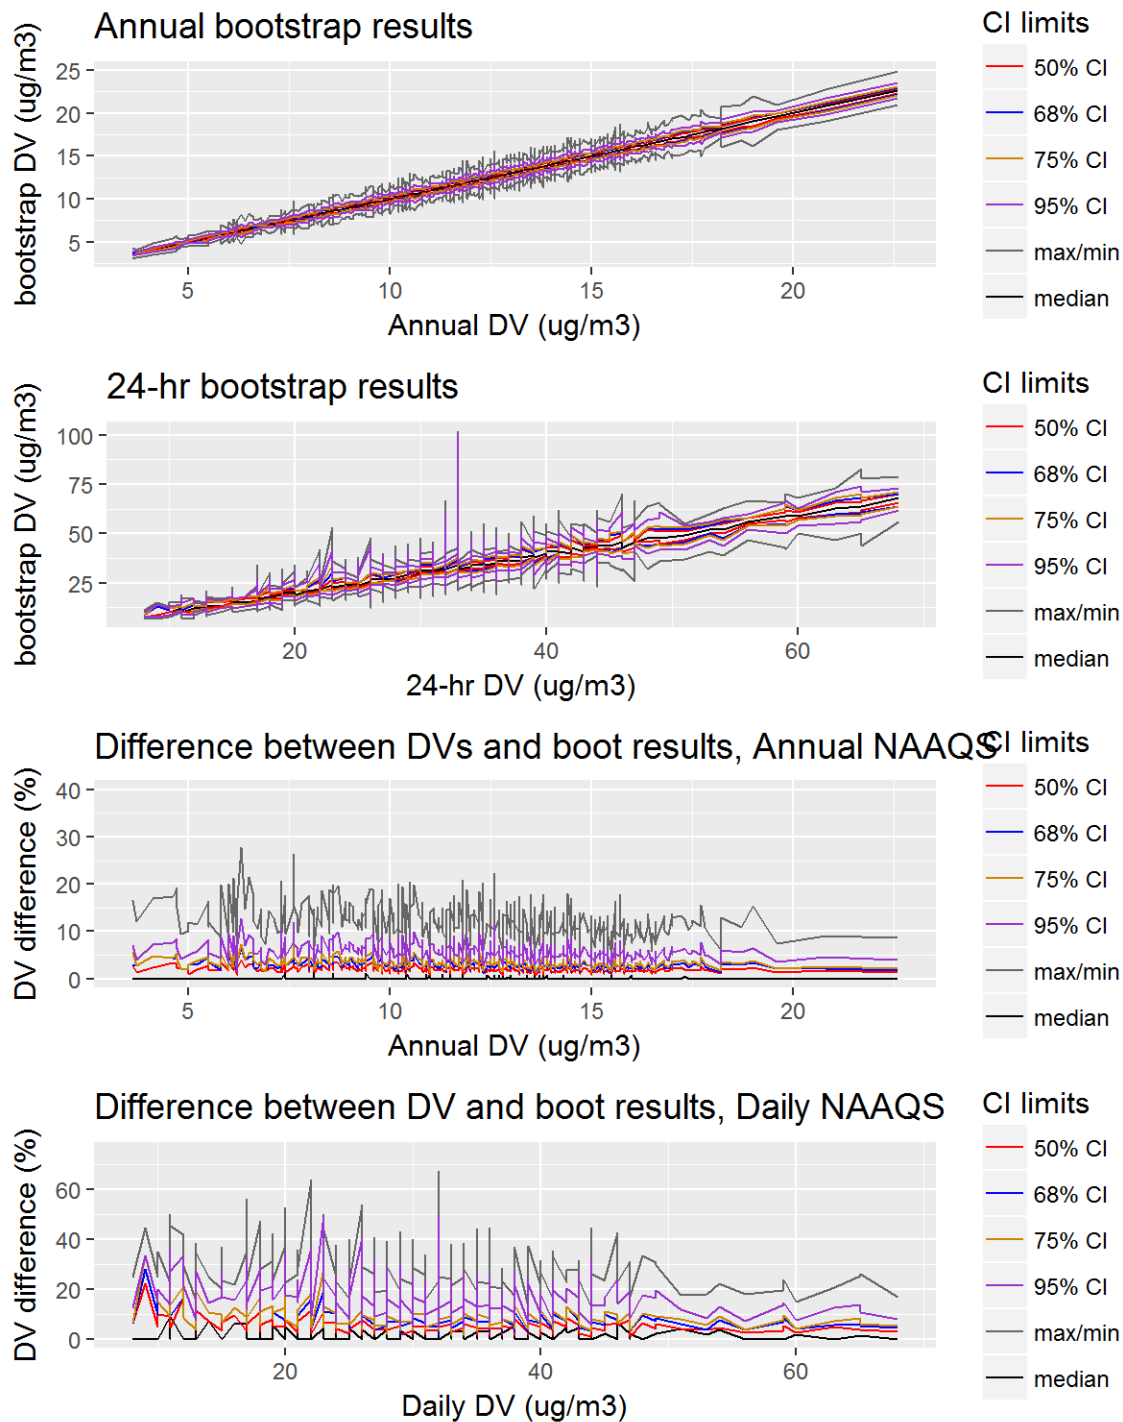 Annual bootstrap results
bootstrap DV (ug/m3)
25
20
15
10
5
5 10 15 20
Annual DV (ug/m3)
CI limits
50% CI
68% CI
75% CI
95% CI
max/min
median
24-hr bootstrap results
bootstrap DV (ug/m3)
100
75
50
25
20 40 60
24-hr DV (ug/m3)
CI limits
50% CI
68% CI
75% CI
95% CI
max/min
median
Difference between DVs and boot results, Annual NAAQS
DV difference (%)
40
30
20
10
0
5 10 15 20
Annual DV (ug/m3)
CI limits
50% CI
68% CI
75% CI
95% CI
max/min
median
Difference between DV and boot results, Daily NAAQS
DV difference (%)
60
40
20
0
20 40 60
Daily DV (ug/m3)
CI limits
50% CI
68% CI
75% CI
95% CI
max/min
median